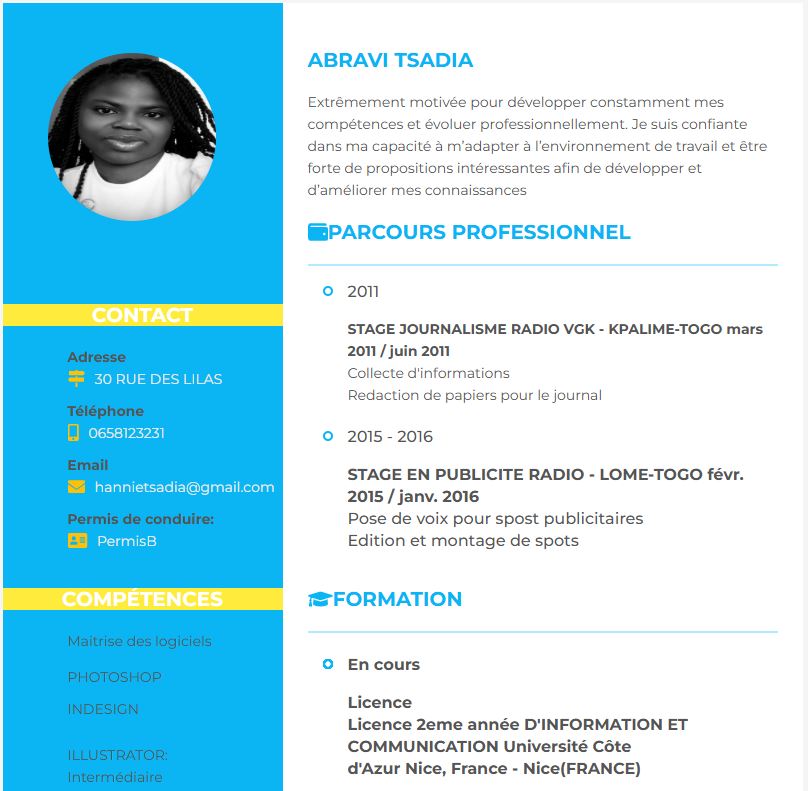 CONTACT
Adresse
30 RUE DES LILAS
Téléphone
0658123231
Email
hannietsadia@gmail.com
Permis de conduire:
PermisB
COMPÉTENCES
Maitrise des logiciels
PHOTOSHOP
INDESIGN
ILLUSTRATOR:
Intermédiaire
ABRAVI TSADIA
Extrêmement motivée pour développer constamment mes
compétences et évoluer professionnellement. Je suis confiante
dans ma capacité à m’adapter à l’environnement de travail et être
forte de propositions intéressantes afin de développer et
d’améliorer mes connaissances
PARCOURS PROFESSIONNEL
2011
STAGE JOURNALISME RADIO VGK - KPALIME-TOGO mars
2011 / juin 2011
Collecte d'informations
Redaction de papiers pour le journal
2015 - 2016
STAGE EN PUBLICITE RADIO - LOME-TOGO févr.
2015 / janv. 2016
Pose de voix pour spost publicitaires
Edition et montage de spots
FORMATION
En cours
Licence
Licence 2eme année D'INFORMATION ET
COMMUNICATION Université Côte
d'Azur Nice, France - Nice(FRANCE)